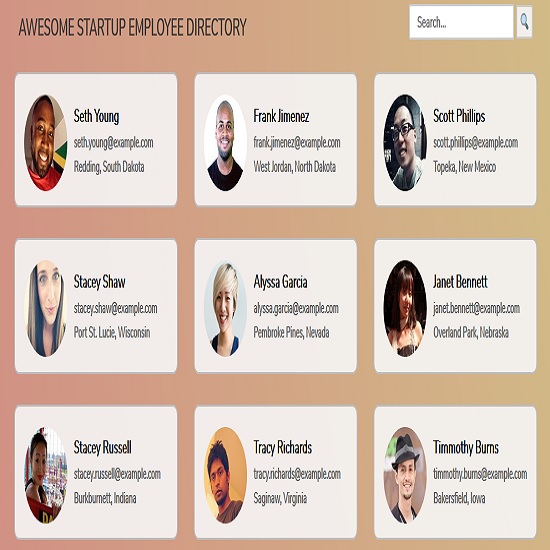 AWESOME STARTUP EMPLOYEE DIRECTORY
Search...
Seth Young
seth.young@example.com
Redding, South Dakota
Frank Jimenez
frank.jimenez@example.com
West Jordan, North Dakota
Scott Phillips
scott.phillips@example.com
Topeka, New Mexico
Stacey Shaw
stacey.shaw@example.com
Port St. Lucie, Wisconsin
Alyssa Garcia
alyssa.garcia@example.com
Pembroke Pines, Nevada
Janet Bennett
janet.bennett@example.com
Overland Park, Nebraska
Stacey Russell
stacey.russell@example.com
Burkburnett, Indiana
Tracy Richards
tracy.richards@example.com
Saginaw, Virginia
Timmothy Burns
timmothy.burns@example.com
Bakersfield, Iowa